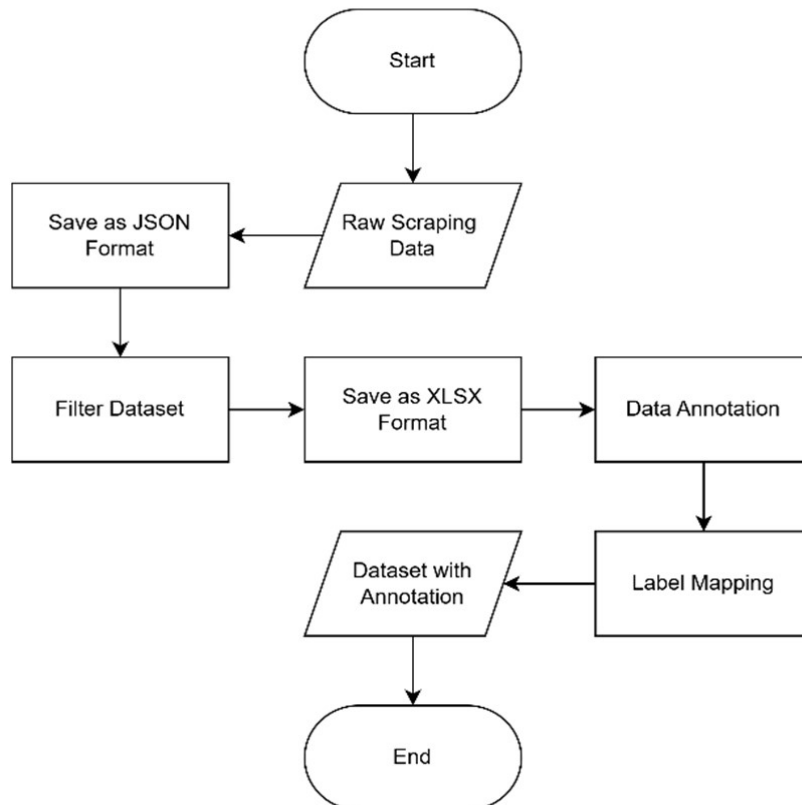 Start
Raw Scraping
Data
Save as JSON
Format
Filter Dataset
Save as XLSX
Format
Data Annotation
Label Mapping
Dataset with
Annotation
End